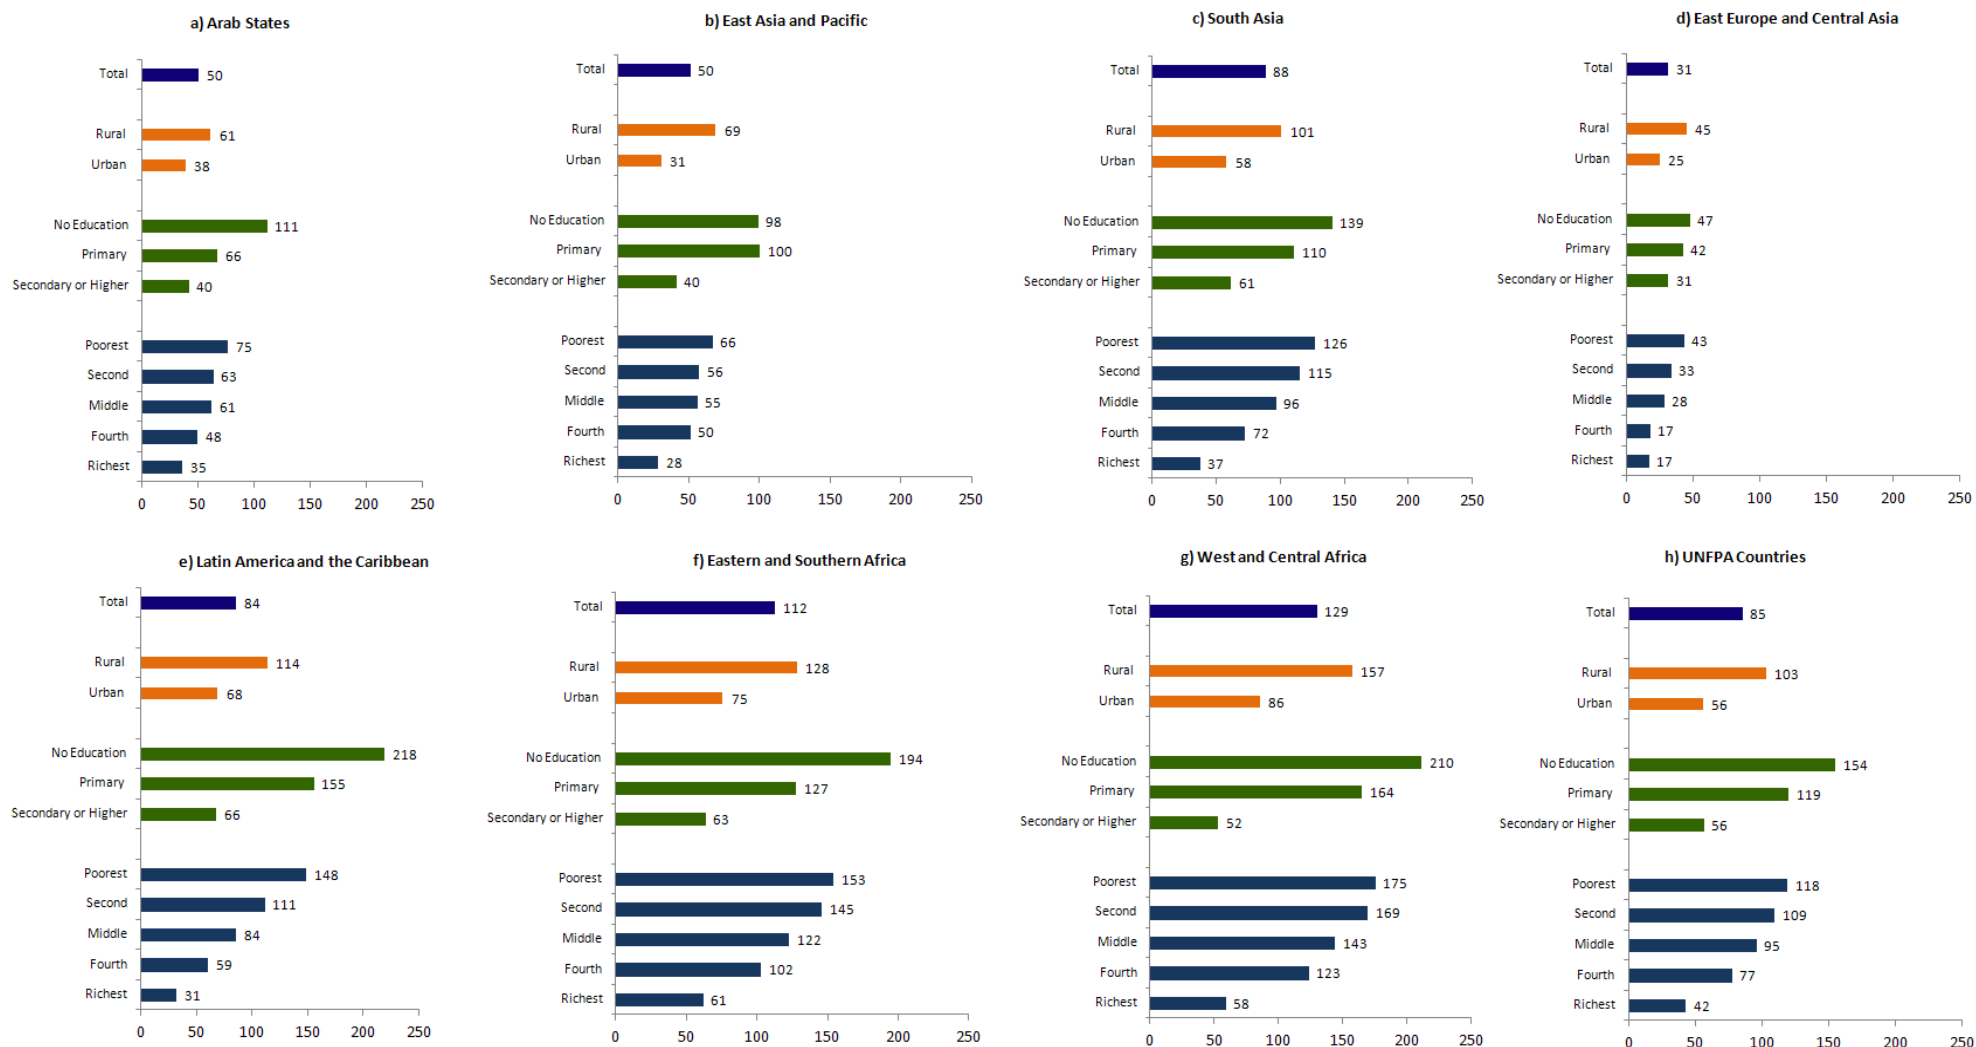 a) Arab States
Total 50
Rural 61
Urban 38
No Education 111
Primary 66
Secondary or Higher 40
Poorest 75
Second 63
Middle 61
Fourth 48
Richest 35
0 50 100 150 200 250
b) East Asia and Pacific
Total 50
Rural 69
Urban 31
No Education 98
Primary 100
Secondary or Higher 40
Poorest 66
Second 56
Middle 55
Fourth 50
Richest 28
0 50 100 150 200 250
c) South Asia
Total 88
Rural 101
Urban 58
No Education 139
Primary 110
Secondary or Higher 61
Poorest 126
Second 115
Middle 96
Fourth 72
Richest 37
0 50 100 150 200 250
d) East Europe and Central Asia
Total 31
Rural 45
Urban 25
No Education 47
Primary 42
Secondary or Higher 31
Poorest 43
Second 33
Middle 28
Fourth 17
Richest 17
0 50 100 150 200 250
e) Latin America and the Caribbean
Total 84
Rural 114
Urban 68
No Education 218
Primary 155
Secondary or Higher 66
Poorest 148
Second 111
Middle 84
Fourth 59
Richest 31
0 50 100 150 200 250
f) Eastern and Southern Africa
Total 112
Rural 128
Urban 75
No Education 194
Primary 127
Secondary or Higher 63
Poorest 153
Second 145
Middle 122
Fourth 102
Richest 61
0 50 100 150 200 250
g) West and Central Africa
Total 129
Rural 157
Urban 86
No Education 210
Primary 164
Secondary or Higher 52
Poorest 175
Second 169
Middle 143
Fourth 123
Richest 58
0 50 100 150 200 250
h) UNFPA Countries
Total 85
Rural 103
Urban 56
No Education 154
Primary 119
Secondary or Higher 56
Poorest 118
Second 109
Middle 95
Fourth 77
Richest 42
0 50 100 150 200 250